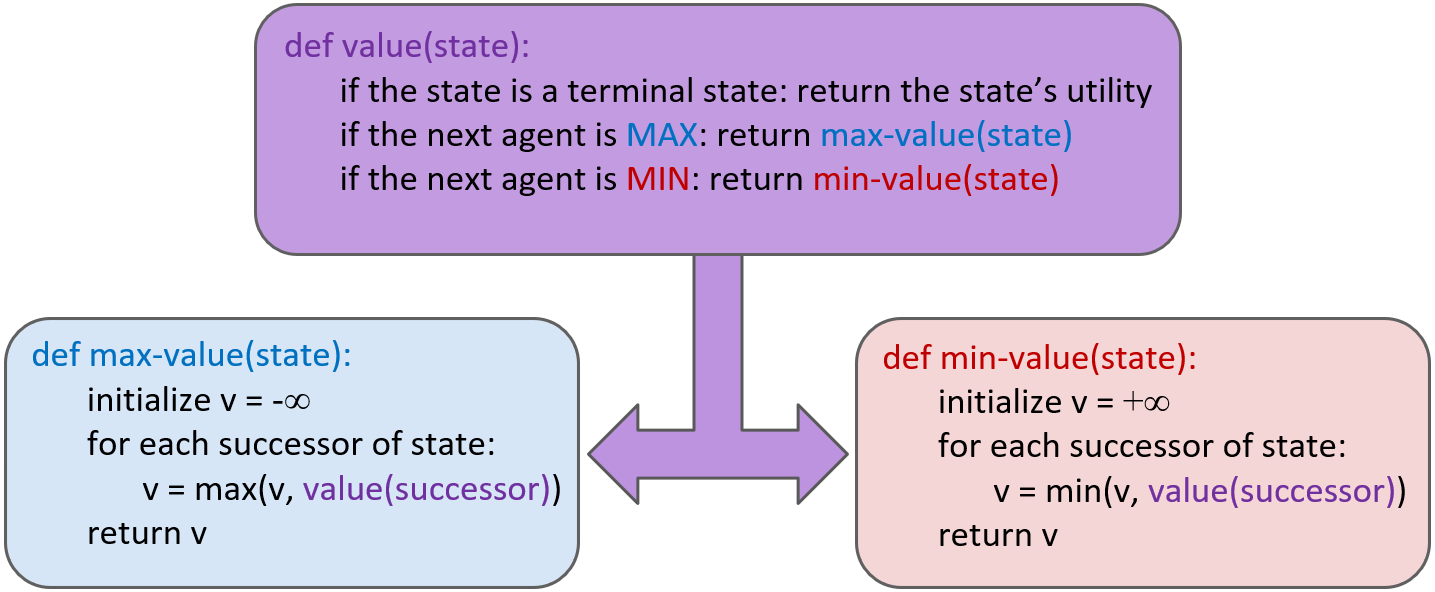 def value(state):
if the state is a terminal state: return the state’s utility
if the next agent is MAX: return max-value(state)
if the next agent is MIN: return min-value(state)
def max-value(state):
initialize v = -∞
for each successor of state:
v = max(v, value(successor))
return v
def min-value(state):
initialize v = +∞
for each successor of state:
v = min(v, value(successor))
return v